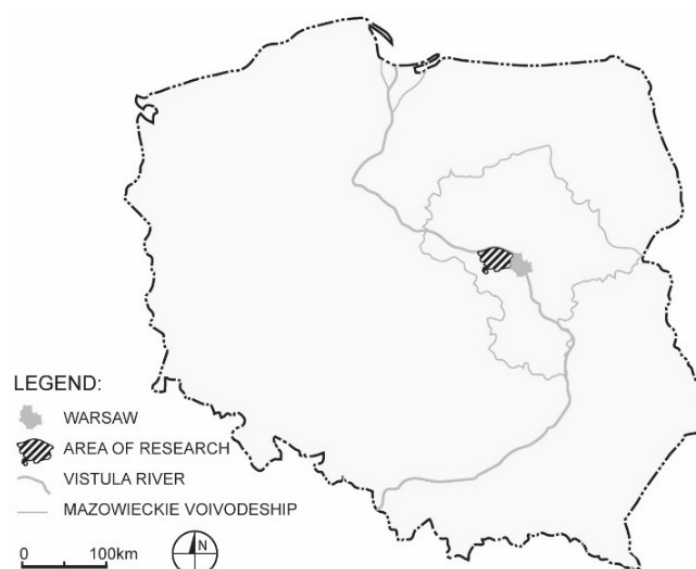 LEGEND:
WARSAW
AREA OF RESEARCH
VISTULA RIVER
MAZOWIECKIE VOIVODESHIP
0 100km
N